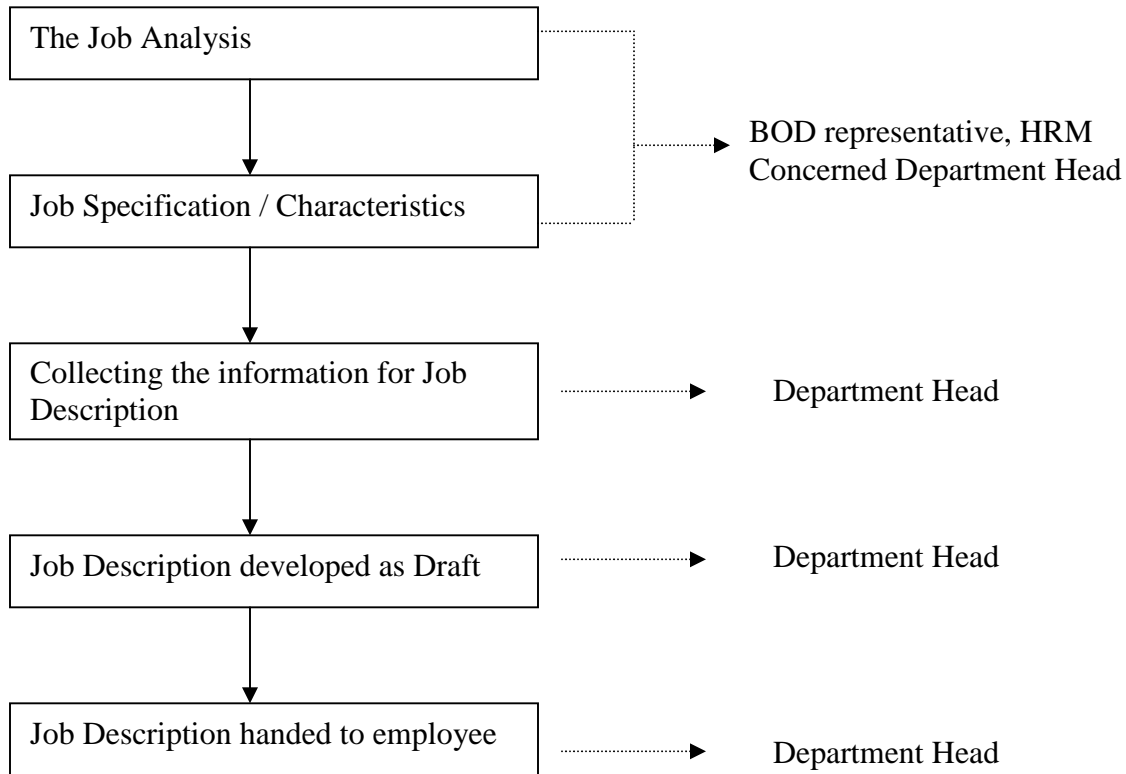 The Job Analysis
BOD representative, HRM
Concerned Department Head
Job Specification / Characteristics
Collecting the information for Job
Description
Department Head
Job Description developed as Draft
Department Head
Job Description handed to employee
Department Head